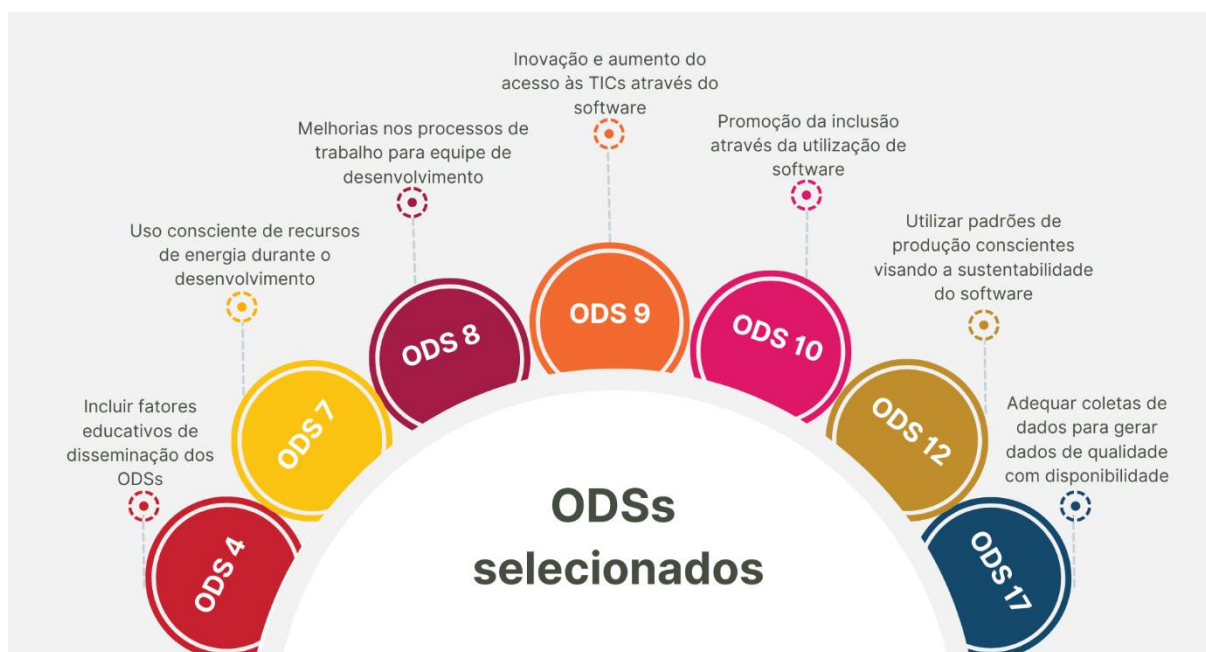 Incluir fatores
educativos de
disseminação dos
ODSs
ODS 4
Uso consciente de recursos
de energia durante o
desenvolvimento
ODS 7
Melhorias nos processos de
trabalho para equipe de
desenvolvimento
ODS 8
Inovação e aumento do
acesso às TICs através do
software
ODS 9
Promoção da inclusão
através da utilização de
software
ODS 10
Utilizar padrões de
produção conscientes
visando a sustentabilidade
do software
ODS 12
Adequar coletas de
dados para gerar
dados de qualidade
com disponibilidade
ODS 17
ODSs
selecionados